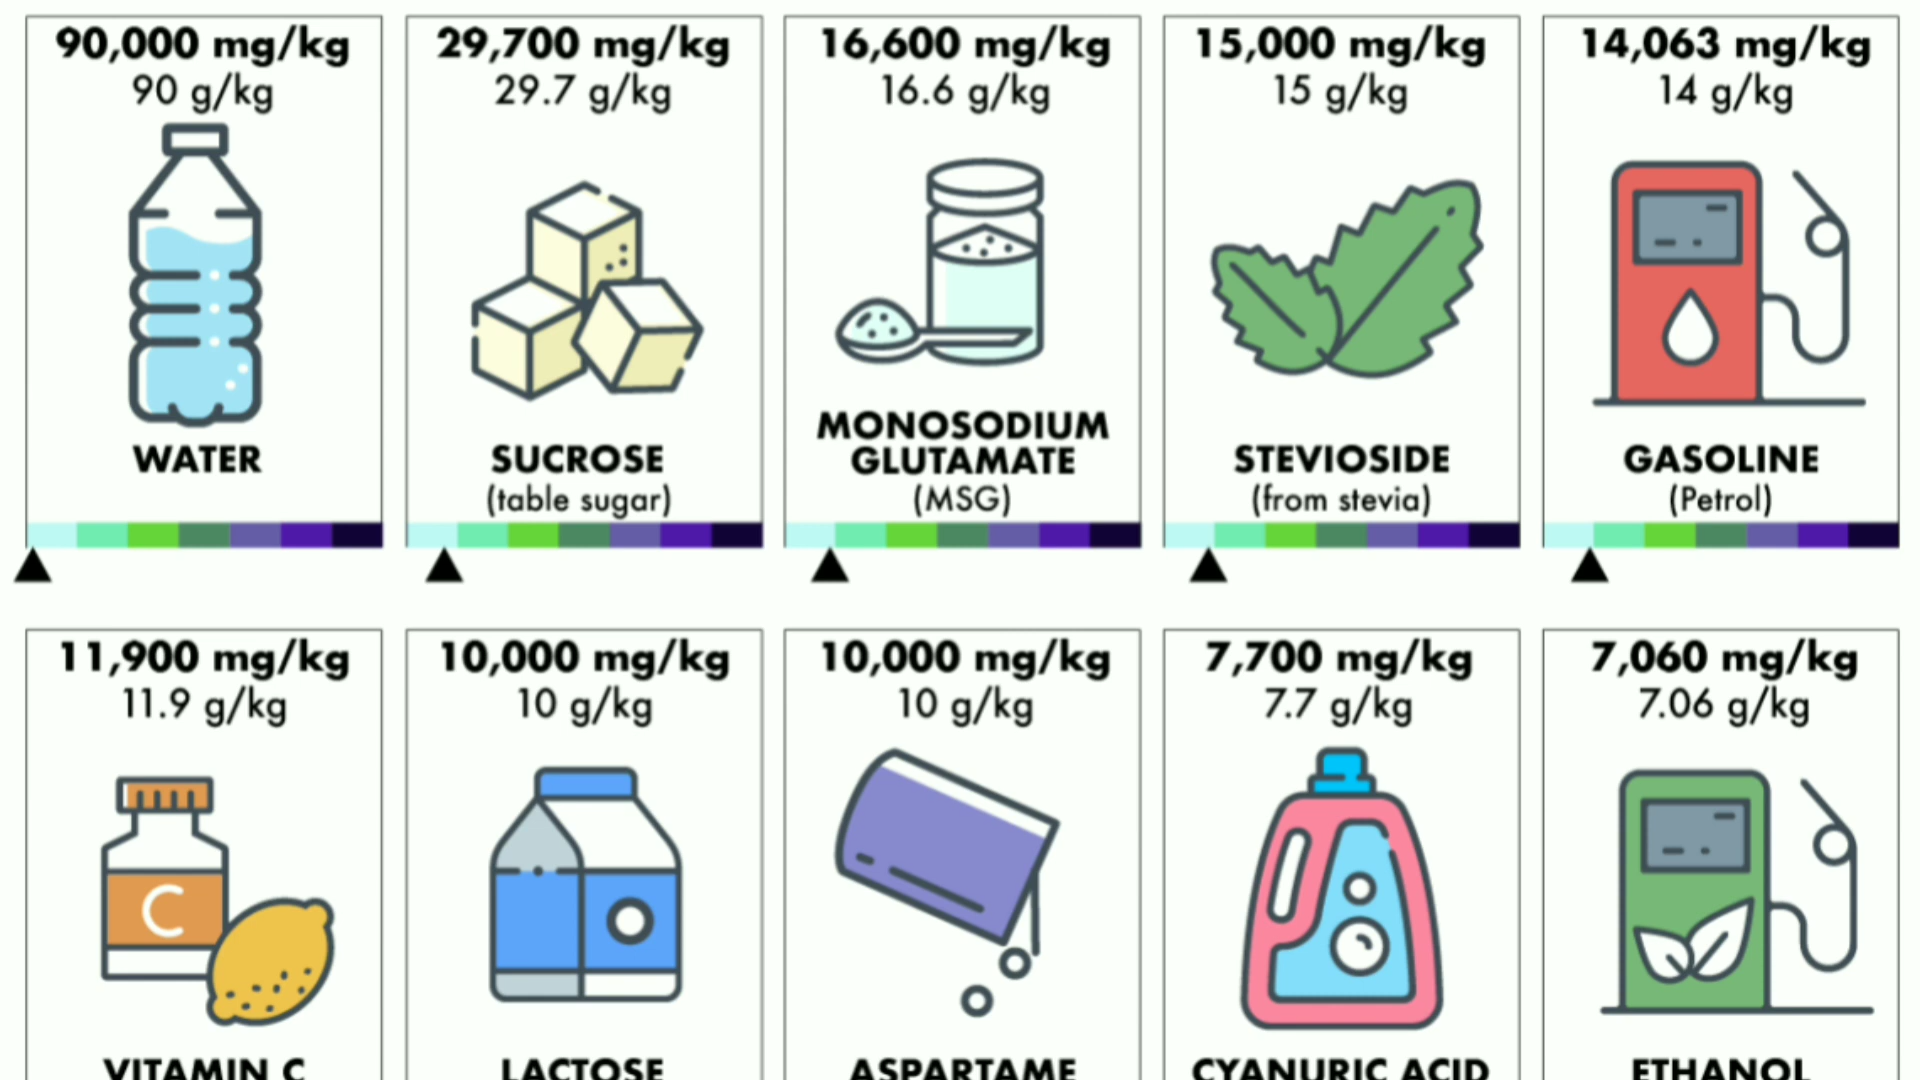 90,000 mg/kg
90 g/kg
WATER
29,700 mg/kg
29.7 g/kg
SUCROSE
(table sugar)
16,600 mg/kg
16.6 g/kg
MONOSODIUM
GLUTAMATE
(MSG)
15,000 mg/kg
15 g/kg
STEVIOSIDE
(from stevia)
14,063 mg/kg
14 g/kg
GASOLINE
(Petrol)
11,900 mg/kg
11.9 g/kg
C
VITAMIN C
10,000 mg/kg
10 g/kg
LACTOSE
10,000 mg/kg
10 g/kg
ASPARTAME
7,700 mg/kg
7.7 g/kg
CYANURIC ACID
7,060 mg/kg
7.06 g/kg
ETHANOL